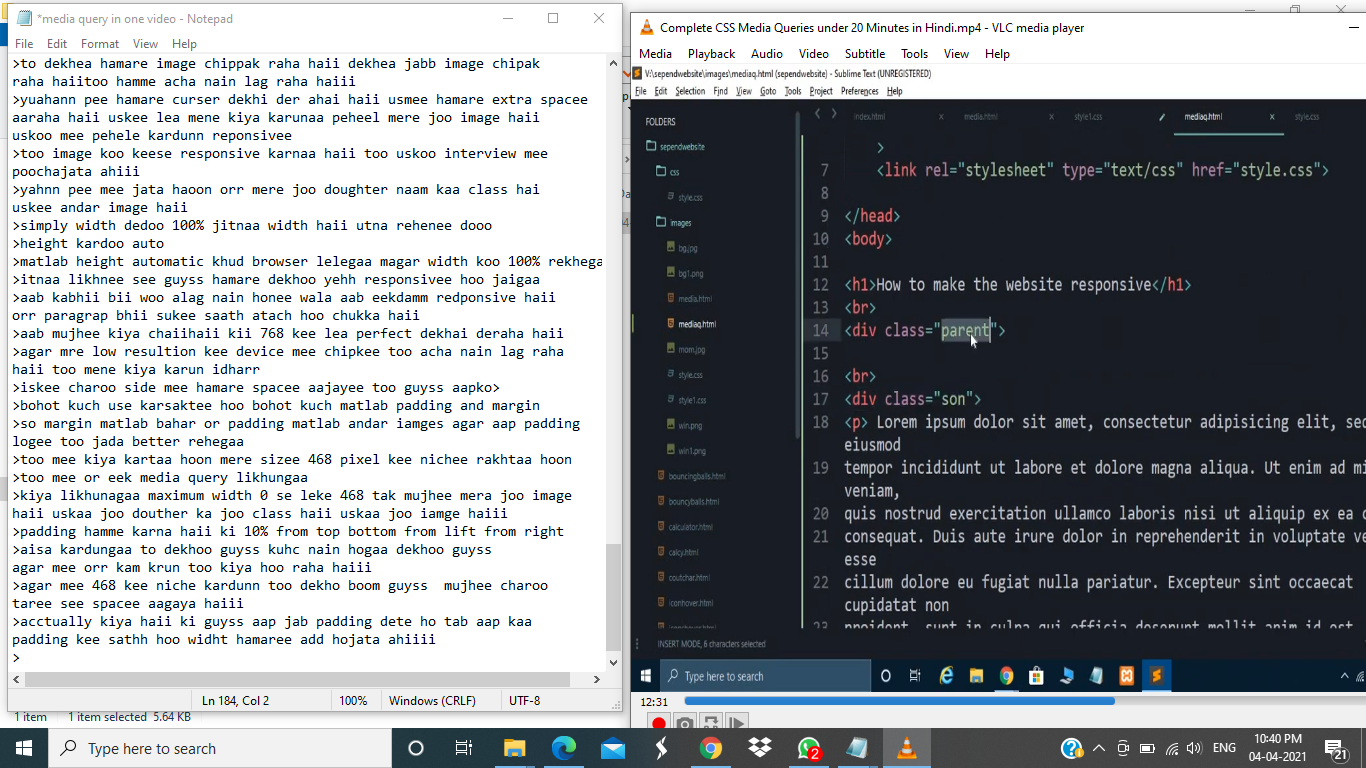 *media query in one video - Notepad
File Edit Format View Help
>to dekhea hamare image chippak raha haii dekhea jabb image chipak
raha haiitoo hamme acha nain lag raha haiii
>yuahann pee hamare curser dekhi der ahai haii usmee hamare extra spacee
aaraha haii uskee lea mene kiya karunaa peheel mere joo image haii
uskoo mee pehele kardunn reponsivee
>too image koo keese responsive karnaa haii too uskoo interview mee
poochajata ahiii
>yahnn pee mee jata haoon orr mere joo doughter naam kaa class hai
uskee andar image haii
>simply width dedoo 100% jitnaa width haii utna rehenee dooo
>height kardoo auto
>matlab height automatic khud browser lelegaa magar width koo 100% rekhega
>itnaa likhnee see guyss hamare dekhoo yehh responsivee hoo jaigaa
>aab kabhii bii woo alag nain honee wala aab eekdamm redponsive haii
orr paragrap bhii sukee saath atach hoo chukka haii
>aab mujhee kiya chaiihaii kii 768 kee lea perfect dekhai deraha haii
>agar mre low resultion kee device mee chipkee too acha nain lag raha
haii too mene kiya karun idharr
>iskee charoo side mee hamare spacee aajayee too guyss aapko>
>bohot kuch use karsaktee hoo bohot kuch matlab padding and margin
>so margin matlab bahar or padding matlab andar iamges agar aap padding
logee too jada better rehegaa
>too mee kiya kartaa hoon mere sizee 468 pixel kee nichee rakhtaa hoon
>too mee or eek media query likhungaa
>kiya likhunagaa maximum width 0 se leke 468 tak mujhee mera joo image
haii uskaa joo douther ka joo class haii uskaa joo iamge haiii
>padding hamme karna haii ki 10% from top bottom from lift from right
>aisa kardungaa to dekhoo guyss kuhc nain hogaa dekhoo guyss
agar mee orr kam krun too kiya hoo raha haiii
>agar mee 468 kee niche kardunn too dekho boom guyss  mujhee charoo
taree see spacee aagaya haiii
>acctually kiya haii ki guyss aap jab padding dete ho tab aap kaa
padding kee sathh hoo widht hamaree add hojata ahiiii
>
Ln 184, Col 2 100% Windows (CRLF) UTF-8
1 item 1 item selected 5.64 KB
Complete CSS Media Queries under 20 Minutes in Hindi.mp4 - VLC media player
Media Playback Audio Video Subtitle Tools View Help
V:\sependwebsite\images\mediaq.html (sependwebsite) - Sublime Text (UNREGISTERED)
File Edit Selection Find View Goto Tools Project Preferences Help
FOLDERS
sependwebsite
css
style.css
images
bg.jpg
bg1.png
media.html
mediaq.html
mom.jpg
style.css
style1.css
win.png
win1.png
bouncingballs.html
bouncyballs.html
calculator.html
calcy.html
coutchar.html
iconhover.html
index.html media.html style1.css mediaq.html style.css
>
7 <link rel="stylesheet" type="text/css" href="style.css">
8
9 </head>
10 <body>
11
12 <h1>How to make the website responsive</h1>
13 <br>
14 <div class="parent">
15
16 <br>
17 <div class="son">
18 <p> Lorem ipsum dolor sit amet, consectetur adipisicing elit, sed
eiusmod
19 tempor incididunt ut labore et dolore magna aliqua. Ut enim ad mi
veniam,
20 quis nostrud exercitation ullamco laboris nisi ut aliquip ex ea c
21 consequat. Duis aute irure dolor in reprehenderit in voluptate ve
esse
22 cillum dolore eu fugiat nulla pariatur. Excepteur sint occaecat
cupidatat non
23 proident, sunt in culpa qui officia deserunt mollit anim id est
INSERT MODE, 6 characters selected
Type here to search
12:31
Type here to search
2
ENG
10:40 PM
04-04-2021
21